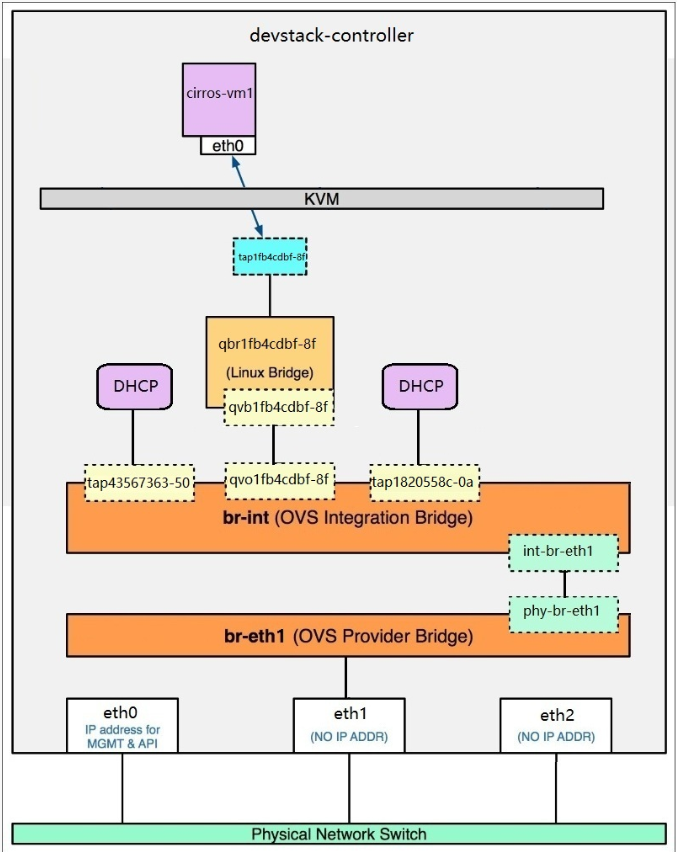 devstack-controller
cirros-vm1
eth0
KVM
tap1fb4cdbf-8f
qbr1fb4cdbf-8f
(Linux Bridge)
DHCP
DHCP
qvb1fb4cdbf-8f
tap43567363-50
qvo1fb4cdbf-8f
tap1820558c-0a
br-int (OVS Integration Bridge)
int-br-eth1
phy-br-eth1
br-eth1 (OVS Provider Bridge)
eth0
IP address for
MGMT & API
eth1
(NO IP ADDR)
eth2
(NO IP ADDR)
Physical Network Switch